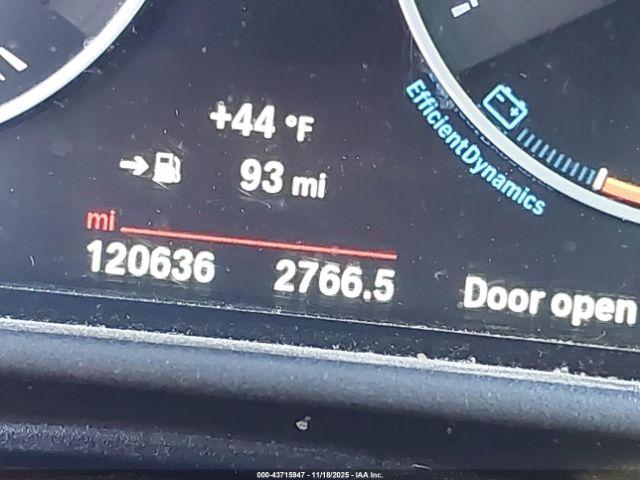 +44 °F
93 mi
mi
120636 2766.5
Door open
EfficientDynamics
000-43715947 - 11/18/2025 - IAA Inc.